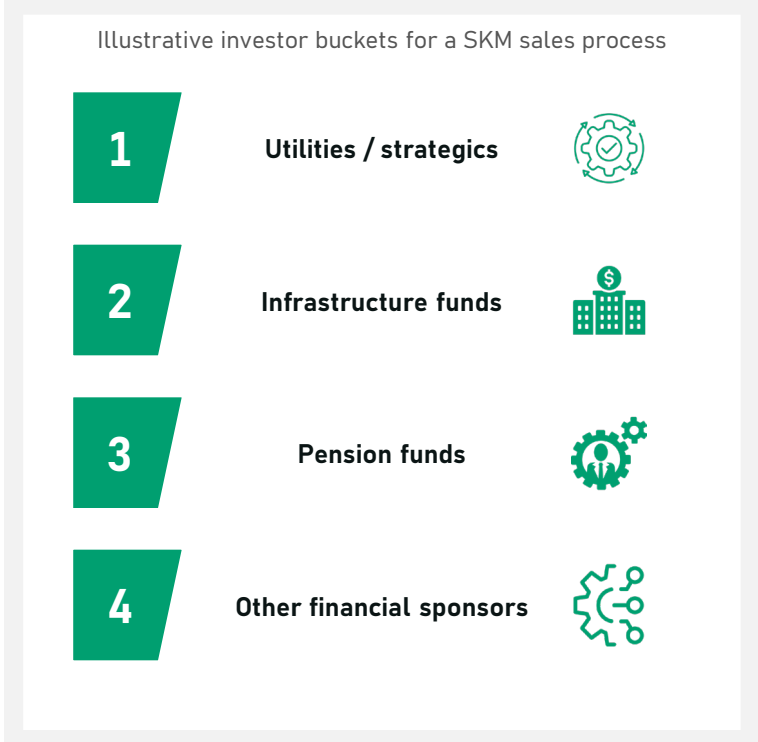 Illustrative investor buckets for a SKM sales process
1
Utilities / strategics
2
Infrastructure funds
$
3
Pension funds
4
Other financial sponsors